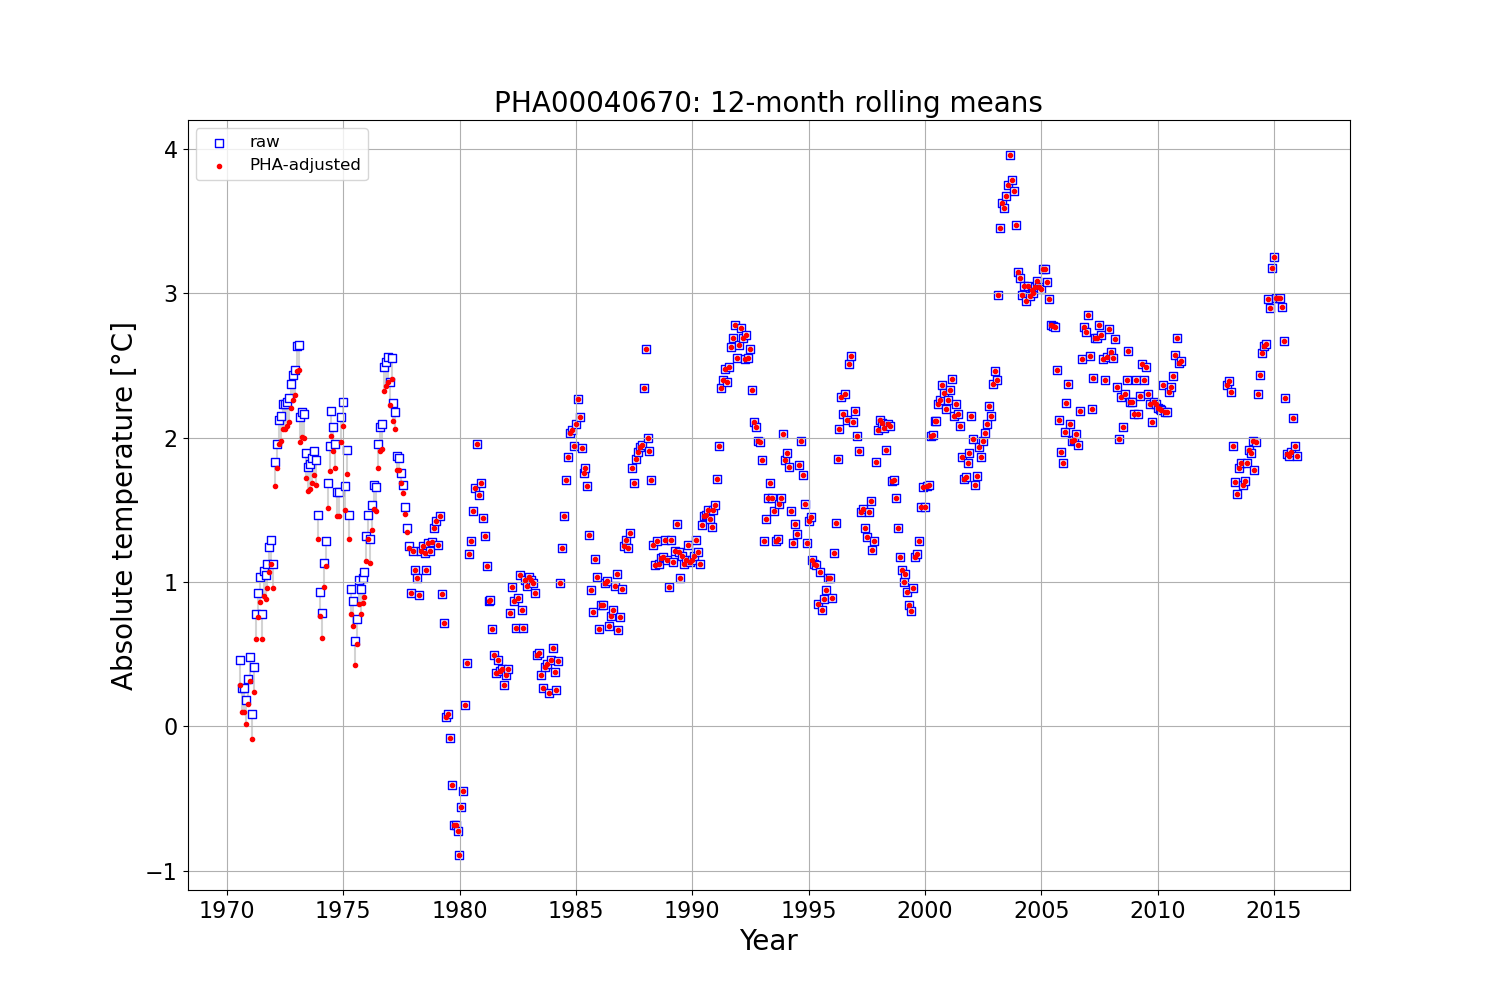 PHA00040670: 12-month rolling means
raw
PHA-adjusted
4
3
2
1
0
−1
Absolute temperature [°C]
1970 1975 1980 1985 1990 1995 2000 2005 2010 2015
Year